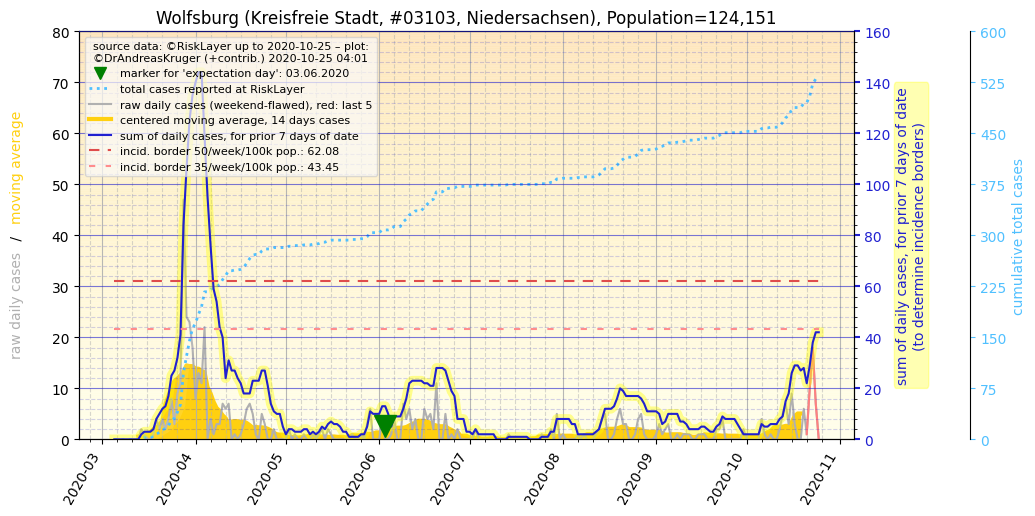 Wolfsburg (Kreisfreie Stadt, #03103, Niedersachsen), Population=124,151
source data: ©RiskLayer up to 2020-10-25 – plot:
©DrAndreasKruger (+contrib.) 2020-10-25 04:01
marker for 'expectation day': 03.06.2020
total cases reported at RiskLayer
raw daily cases (weekend-flawed), red: last 5
centered moving average, 14 days cases
sum of daily cases, for prior 7 days of date
incid. border 50/week/100k pop.: 62.08
incid. border 35/week/100k pop.: 43.45
raw daily cases / moving average
80
70
60
50
40
30
20
10
0
160
140
120
100
80
60
40
20
0
sum of daily cases, for prior 7 days of date
(to determine incidence borders)
600
525
450
375
300
225
150
75
0
cumulative total cases
2020-03
2020-04
2020-05
2020-06
2020-07
2020-08
2020-09
2020-10
2020-11